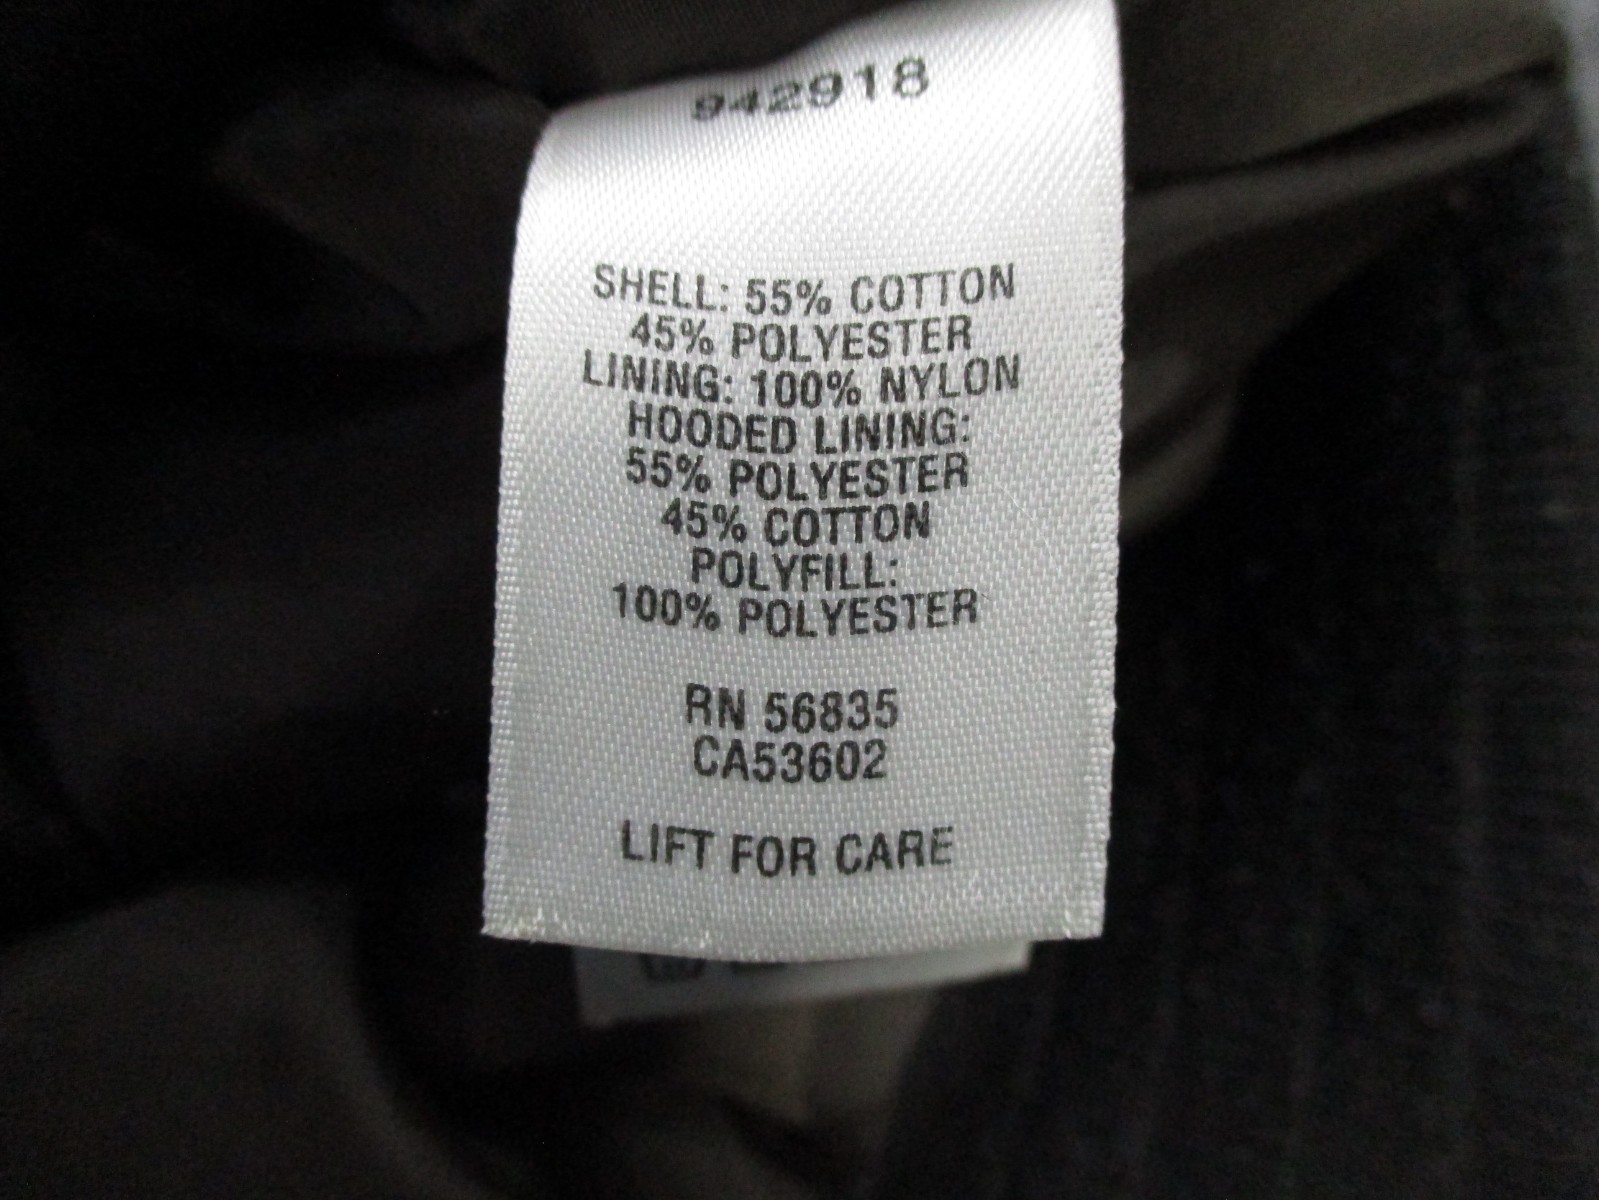 942918
SHELL: 55% COTTON
45% POLYESTER
LINING: 100% NYLON
HOODED LINING:
55% POLYESTER
45% COTTON
POLYFILL:
100% POLYESTER
RN 56835
CA53602
LIFT FOR CARE